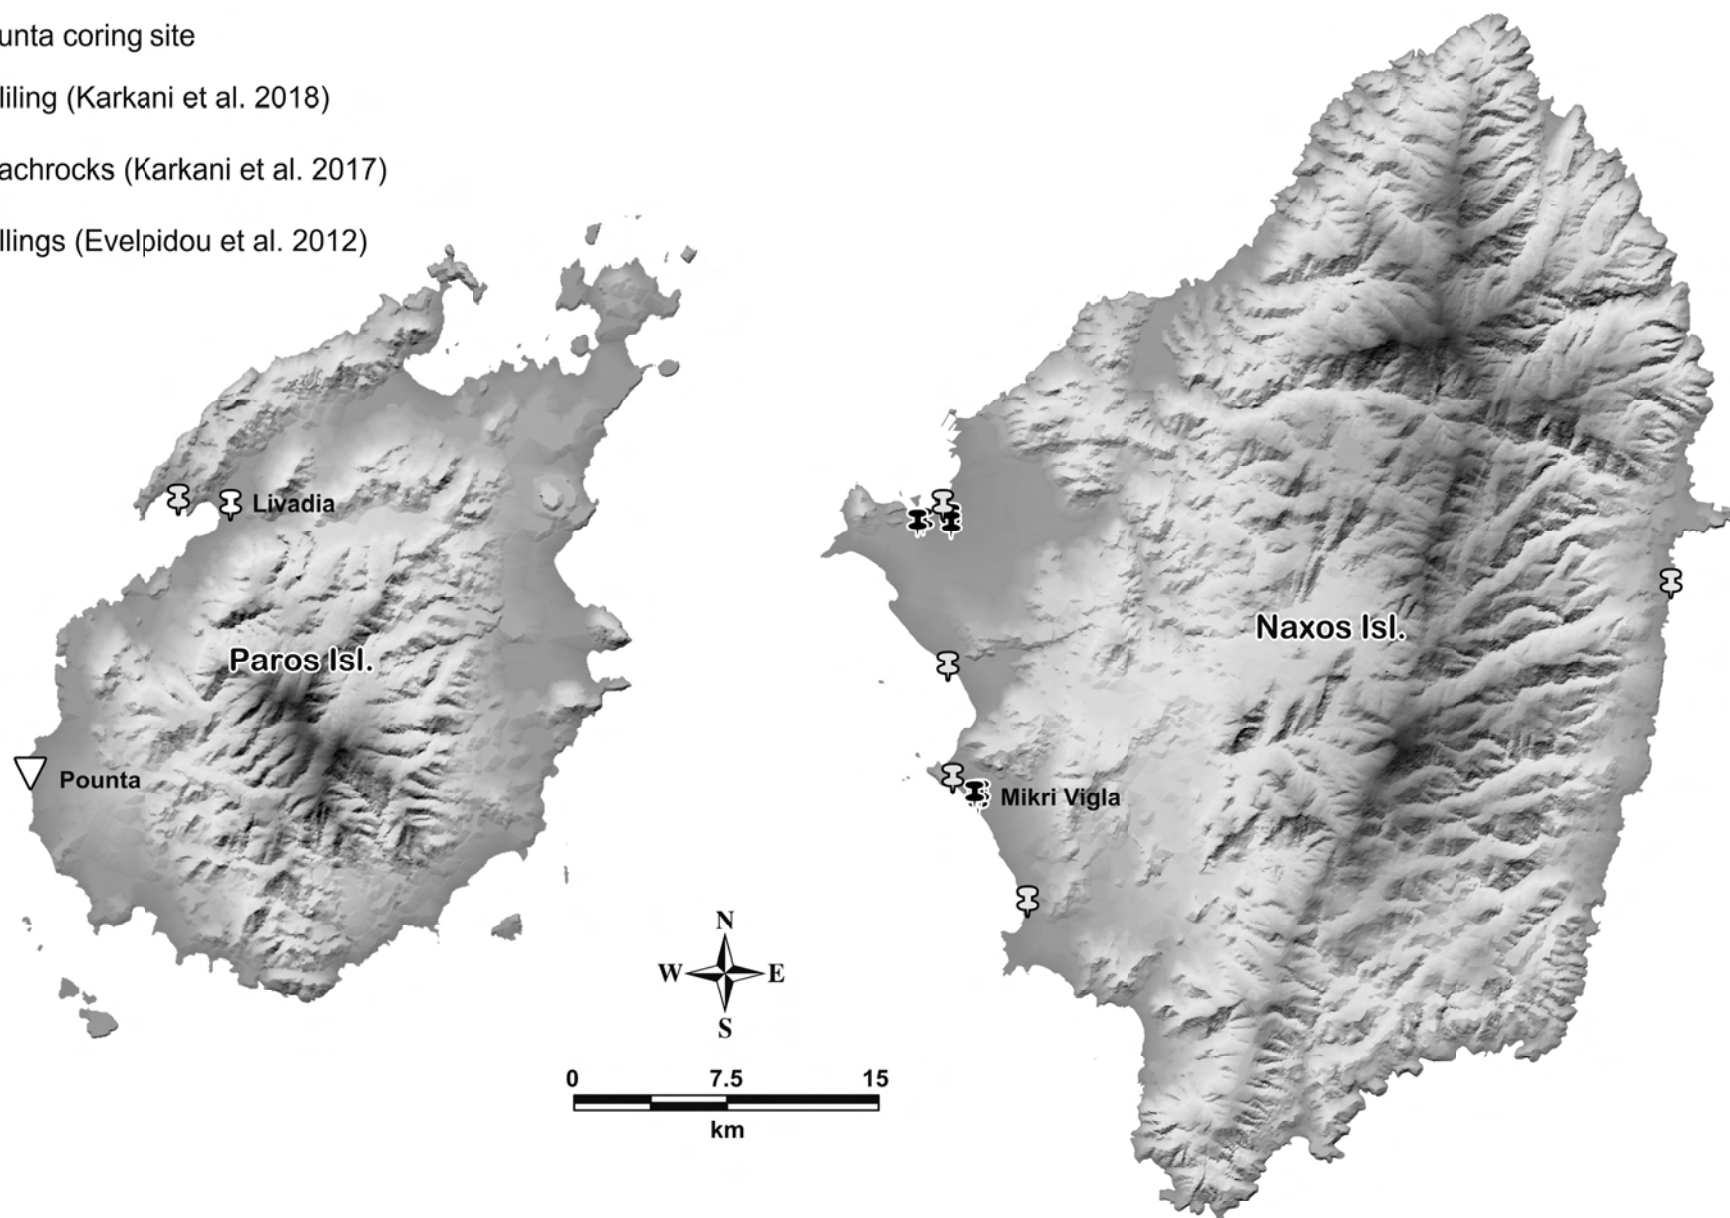 unta coring site
lliling (Karkani et al. 2018)
achrocks (Karkani et al. 2017)
llings (Evelpidou et al. 2012)
Livadia
Naxos Isl.
Paros Isl.
Pounta
Mikri Vigla
N
W E
S
0 7.5 15
km